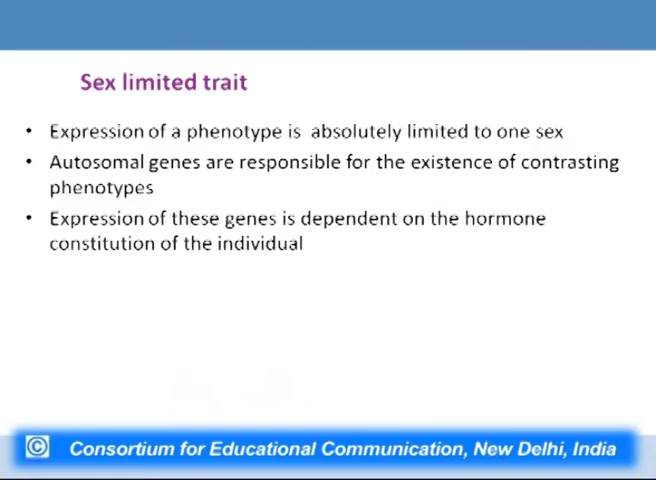 Sex limited trait
• Expression of a phenotype is absolutely limited to one sex
• Autosomal genes are responsible for the existence of contrasting
phenotypes
• Expression of these genes is dependent on the hormone
constitution of the individual
© Consortium for Educational Communication, New Delhi, India